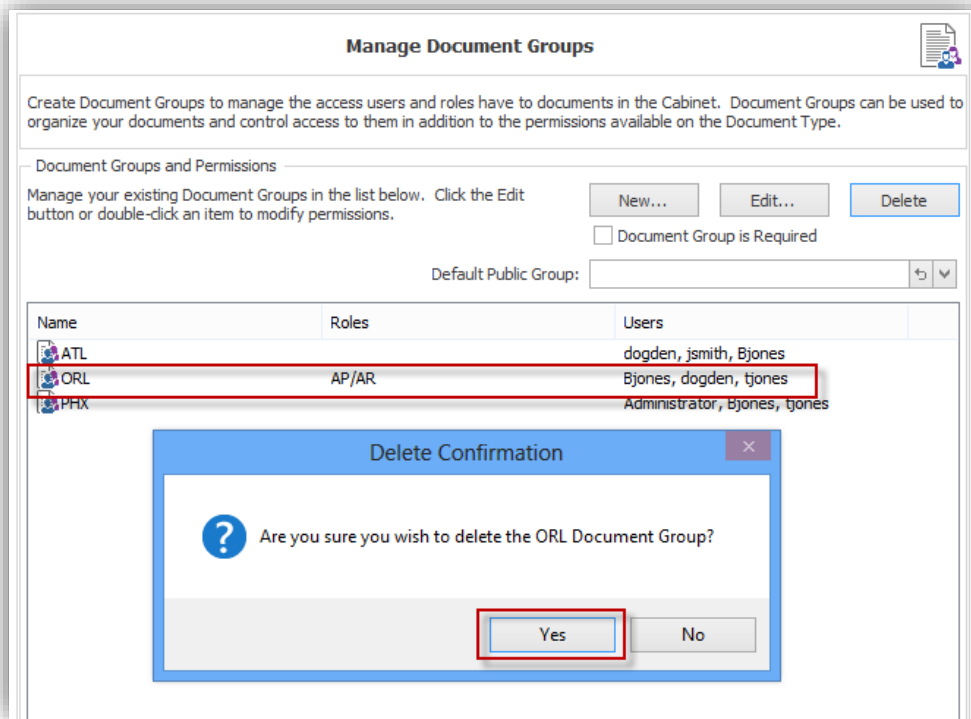 Manage Document Groups
Create Document Groups to manage the access users and roles have to documents in the Cabinet. Document Groups can be used to
organize your documents and control access to them in addition to the permissions available on the Document Type.
Document Groups and Permissions
Manage your existing Document Groups in the list below. Click the Edit
button or double-click an item to modify permissions.
New... Edit... Delete
Document Group is Required
Default Public Group:
Name Roles Users
ATL dogden, jsmith, Bjones
ORL AP/AR Bjones, dogden, tjones
PHX Administrator, Bjones, tjones
Delete Confirmation
Are you sure you wish to delete the ORL Document Group?
Yes No